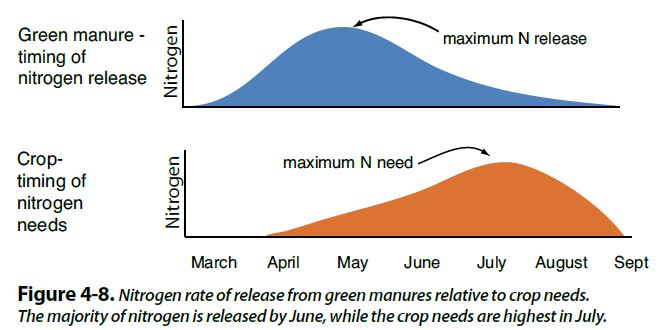 Green manure -
timing of
nitrogen release
Nitrogen
maximum N release
Crop-
timing of
nitrogen
needs
Nitrogen
maximum N need
March April May June July August Sept
Figure 4-8. Nitrogen rate of release from green manures relative to crop needs.
The majority of nitrogen is released by June, while the crop needs are highest in July.